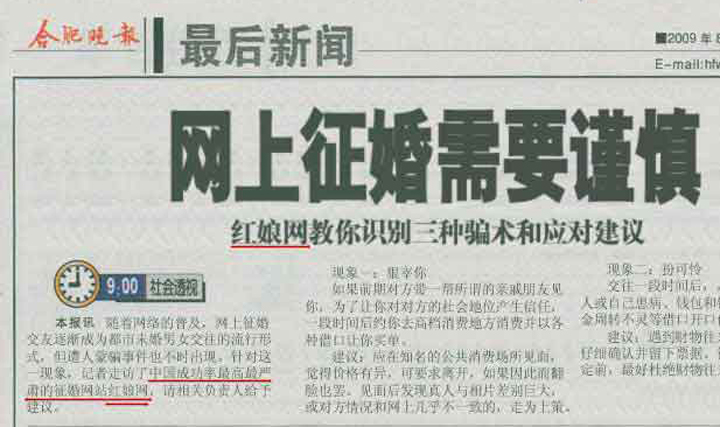 合肥晚报
最后新闻
■2009 年 8
E-mail:hfw
网上征婚需要谨慎
红娘网教你识别三种骗术和应对建议
9:00 社会透视
本报讯 随着网络的普及，网上征婚
交友逐渐成为都市未婚男女交往的流行形
式，但遭人蒙骗事件也不时出现。针对这
一现象，记者走访了中国成功率最高最严
肃的征婚网站红娘网，请相关负责人给予
建议。
现象一：狠宰你
如果前期对方带一帮所谓的亲戚朋友见
你，为了让你对对方的社会地位产生信任，
一段时间后约你去高档消费地方消费并以各
种借口让你买单。
建议：应在知名的公共消费场所见面，
觉得价格有异，可要求离开，如果因此而翻
脸也罢。见面后发现真人与相片差别巨大，
或对方情况和网上几乎不一致的，走为上策。
现象二：扮可怜
交往一段时间后，
人或自己患病、钱包和
金周转不灵等借口开口
建议：遇到财物往
仔细确认并留下票据，
定前，最好杜绝财物往